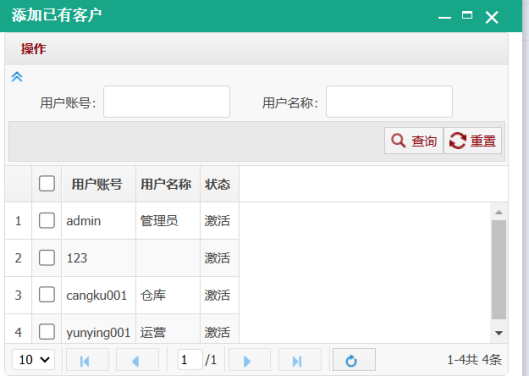 添加已有客户
操作
用户账号： 用户名称：
查询 重置
用户账号 用户名称 状态
1 admin 管理员 激活
2 123 激活
3 cangku001 仓库 激活
4 yunying001 运营 激活
10 1 /1 1-4共 4条